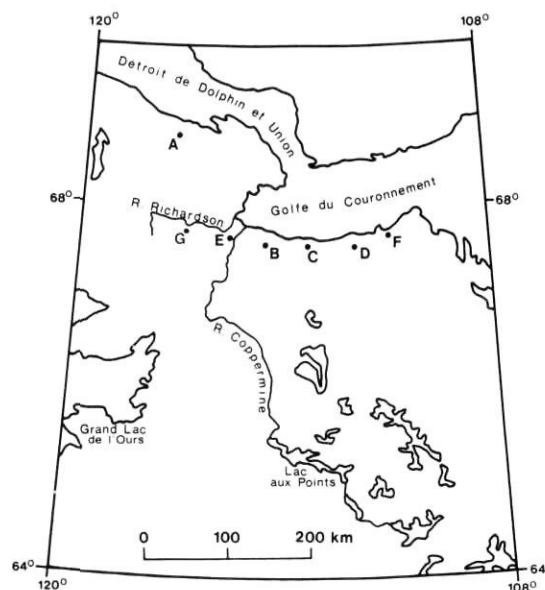 120°
108°
Détroit de Dolphin et Union
A
68°
68°
Golfe du Couronnement
R. Richardson
G
E
B
C
D
F
R. Coppermine
Grand Lac
de l'Ours
Lac
aux Points
0 100 200 km
64°
64
120°
108°